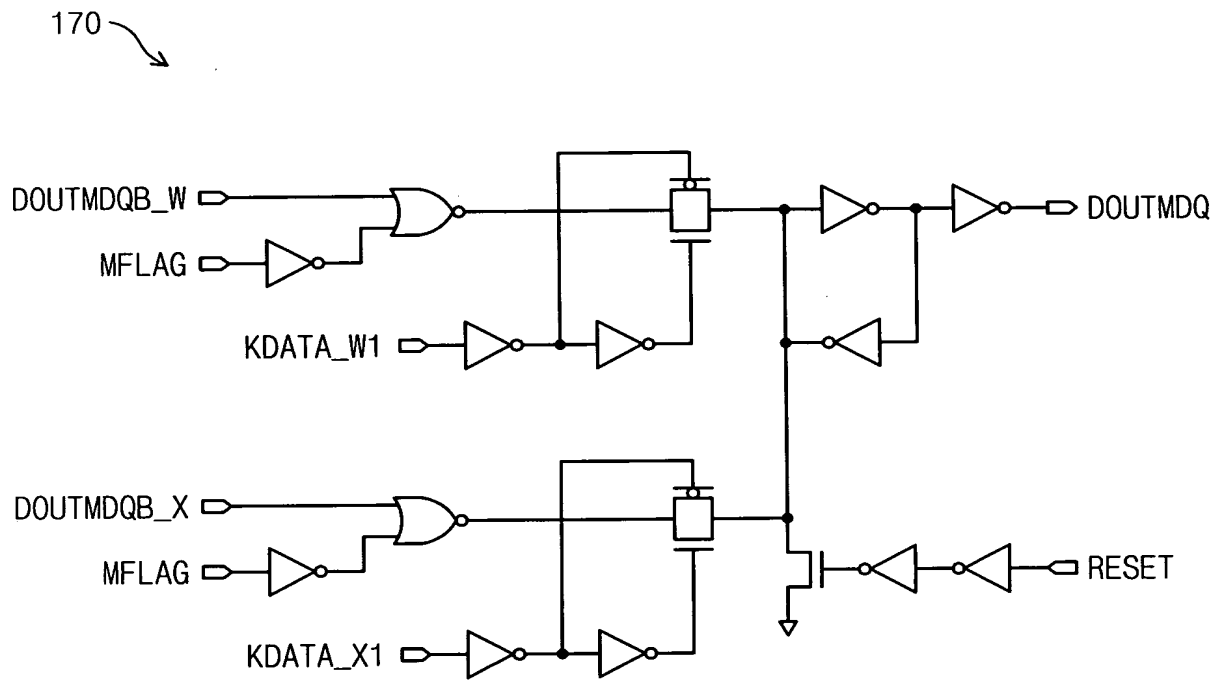 170
DOUTMDQB_W
MFLAG
DOUTMDQ
KDATA_W1
DOUTMDQB_X
MFLAG
RESET
KDATA_X1